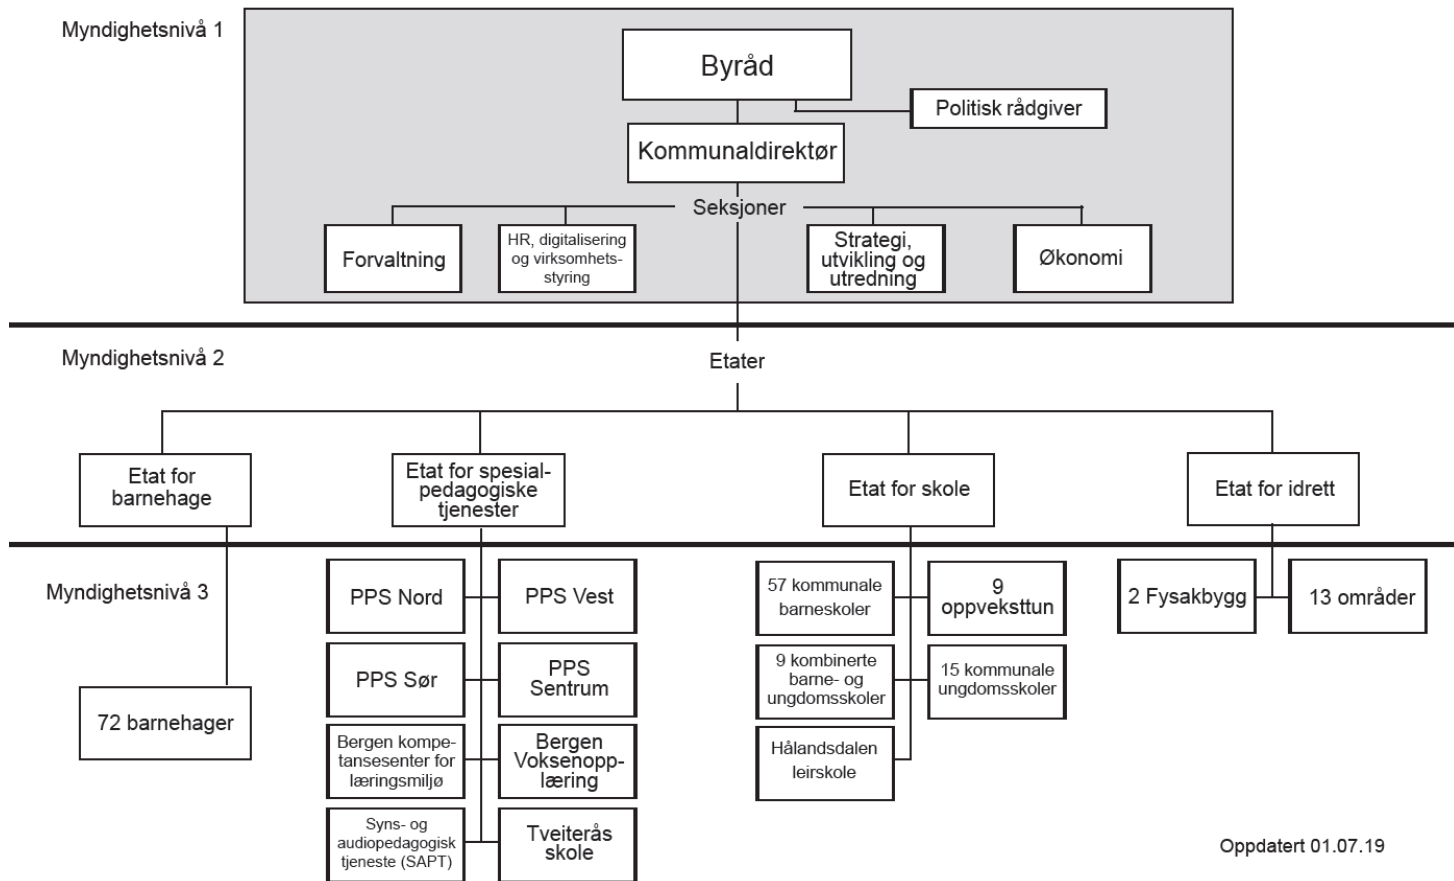 Myndighetsnivå 1
Byråd
Politisk rådgiver
Kommunaldirektør
Seksjoner
Forvaltning
HR, digitalisering
og virksomhets-
styring
Strategi,
utvikling og
utredning
Økonomi
Myndighetsnivå 2
Etater
Etat for
barnehage
Etat for spesial-
pedagogiske
tjenester
Etat for skole
Etat for idrett
Myndighetsnivå 3
72 barnehager
PPS Nord
PPS Vest
PPS Sør
PPS
Sentrum
Bergen kompe-
tansesenter for
læringsmiljø
Bergen
Voksenopp-
læring
Syns- og
audiopedagogisk
tjeneste (SAPT)
Tveiterås
skole
57 kommunale
barneskoler
9
oppveksttun
9 kombinerte
barne- og
ungdomsskoler
15 kommunale
ungdomsskoler
Hålandsdalen
leirskole
2 Fysakbygg
13 områder
Oppdatert 01.07.19